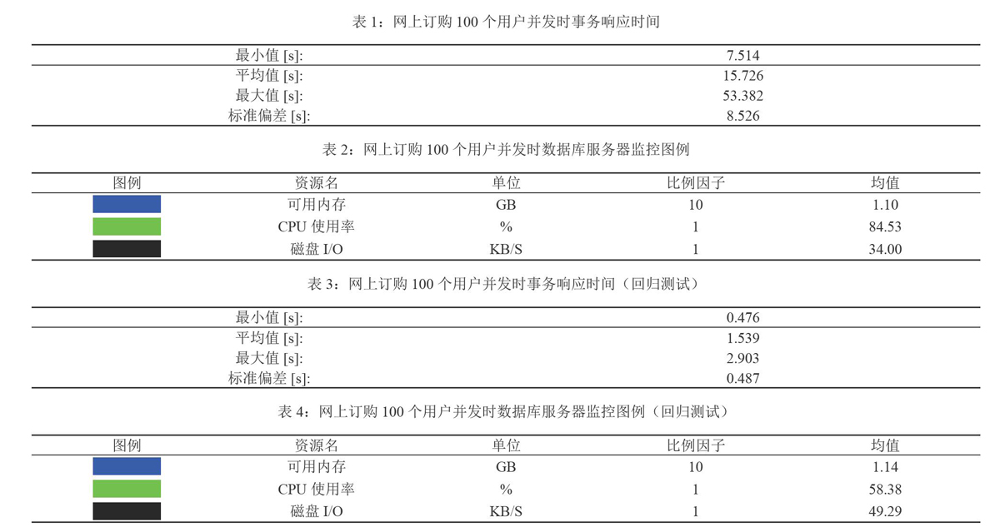 表 1：网上订购 100 个用户并发时事务响应时间
最小值 [s]: 7.514
平均值 [s]: 15.726
最大值 [s]: 53.382
标准偏差 [s]: 8.526
表 2：网上订购 100 个用户并发时数据库服务器监控图例
图例 资源名 单位 比例因子 均值
可用内存 GB 10 1.10
CPU 使用率 % 1 84.53
磁盘 I/O KB/S 1 34.00
表 3：网上订购 100 个用户并发时事务响应时间（回归测试）
最小值 [s]: 0.476
平均值 [s]: 1.539
最大值 [s]: 2.903
标准偏差 [s]: 0.487
表 4：网上订购 100 个用户并发时数据库服务器监控图例（回归测试）
图例 资源名 单位 比例因子 均值
可用内存 GB 10 1.14
CPU 使用率 % 1 58.38
磁盘 I/O KB/S 1 49.29